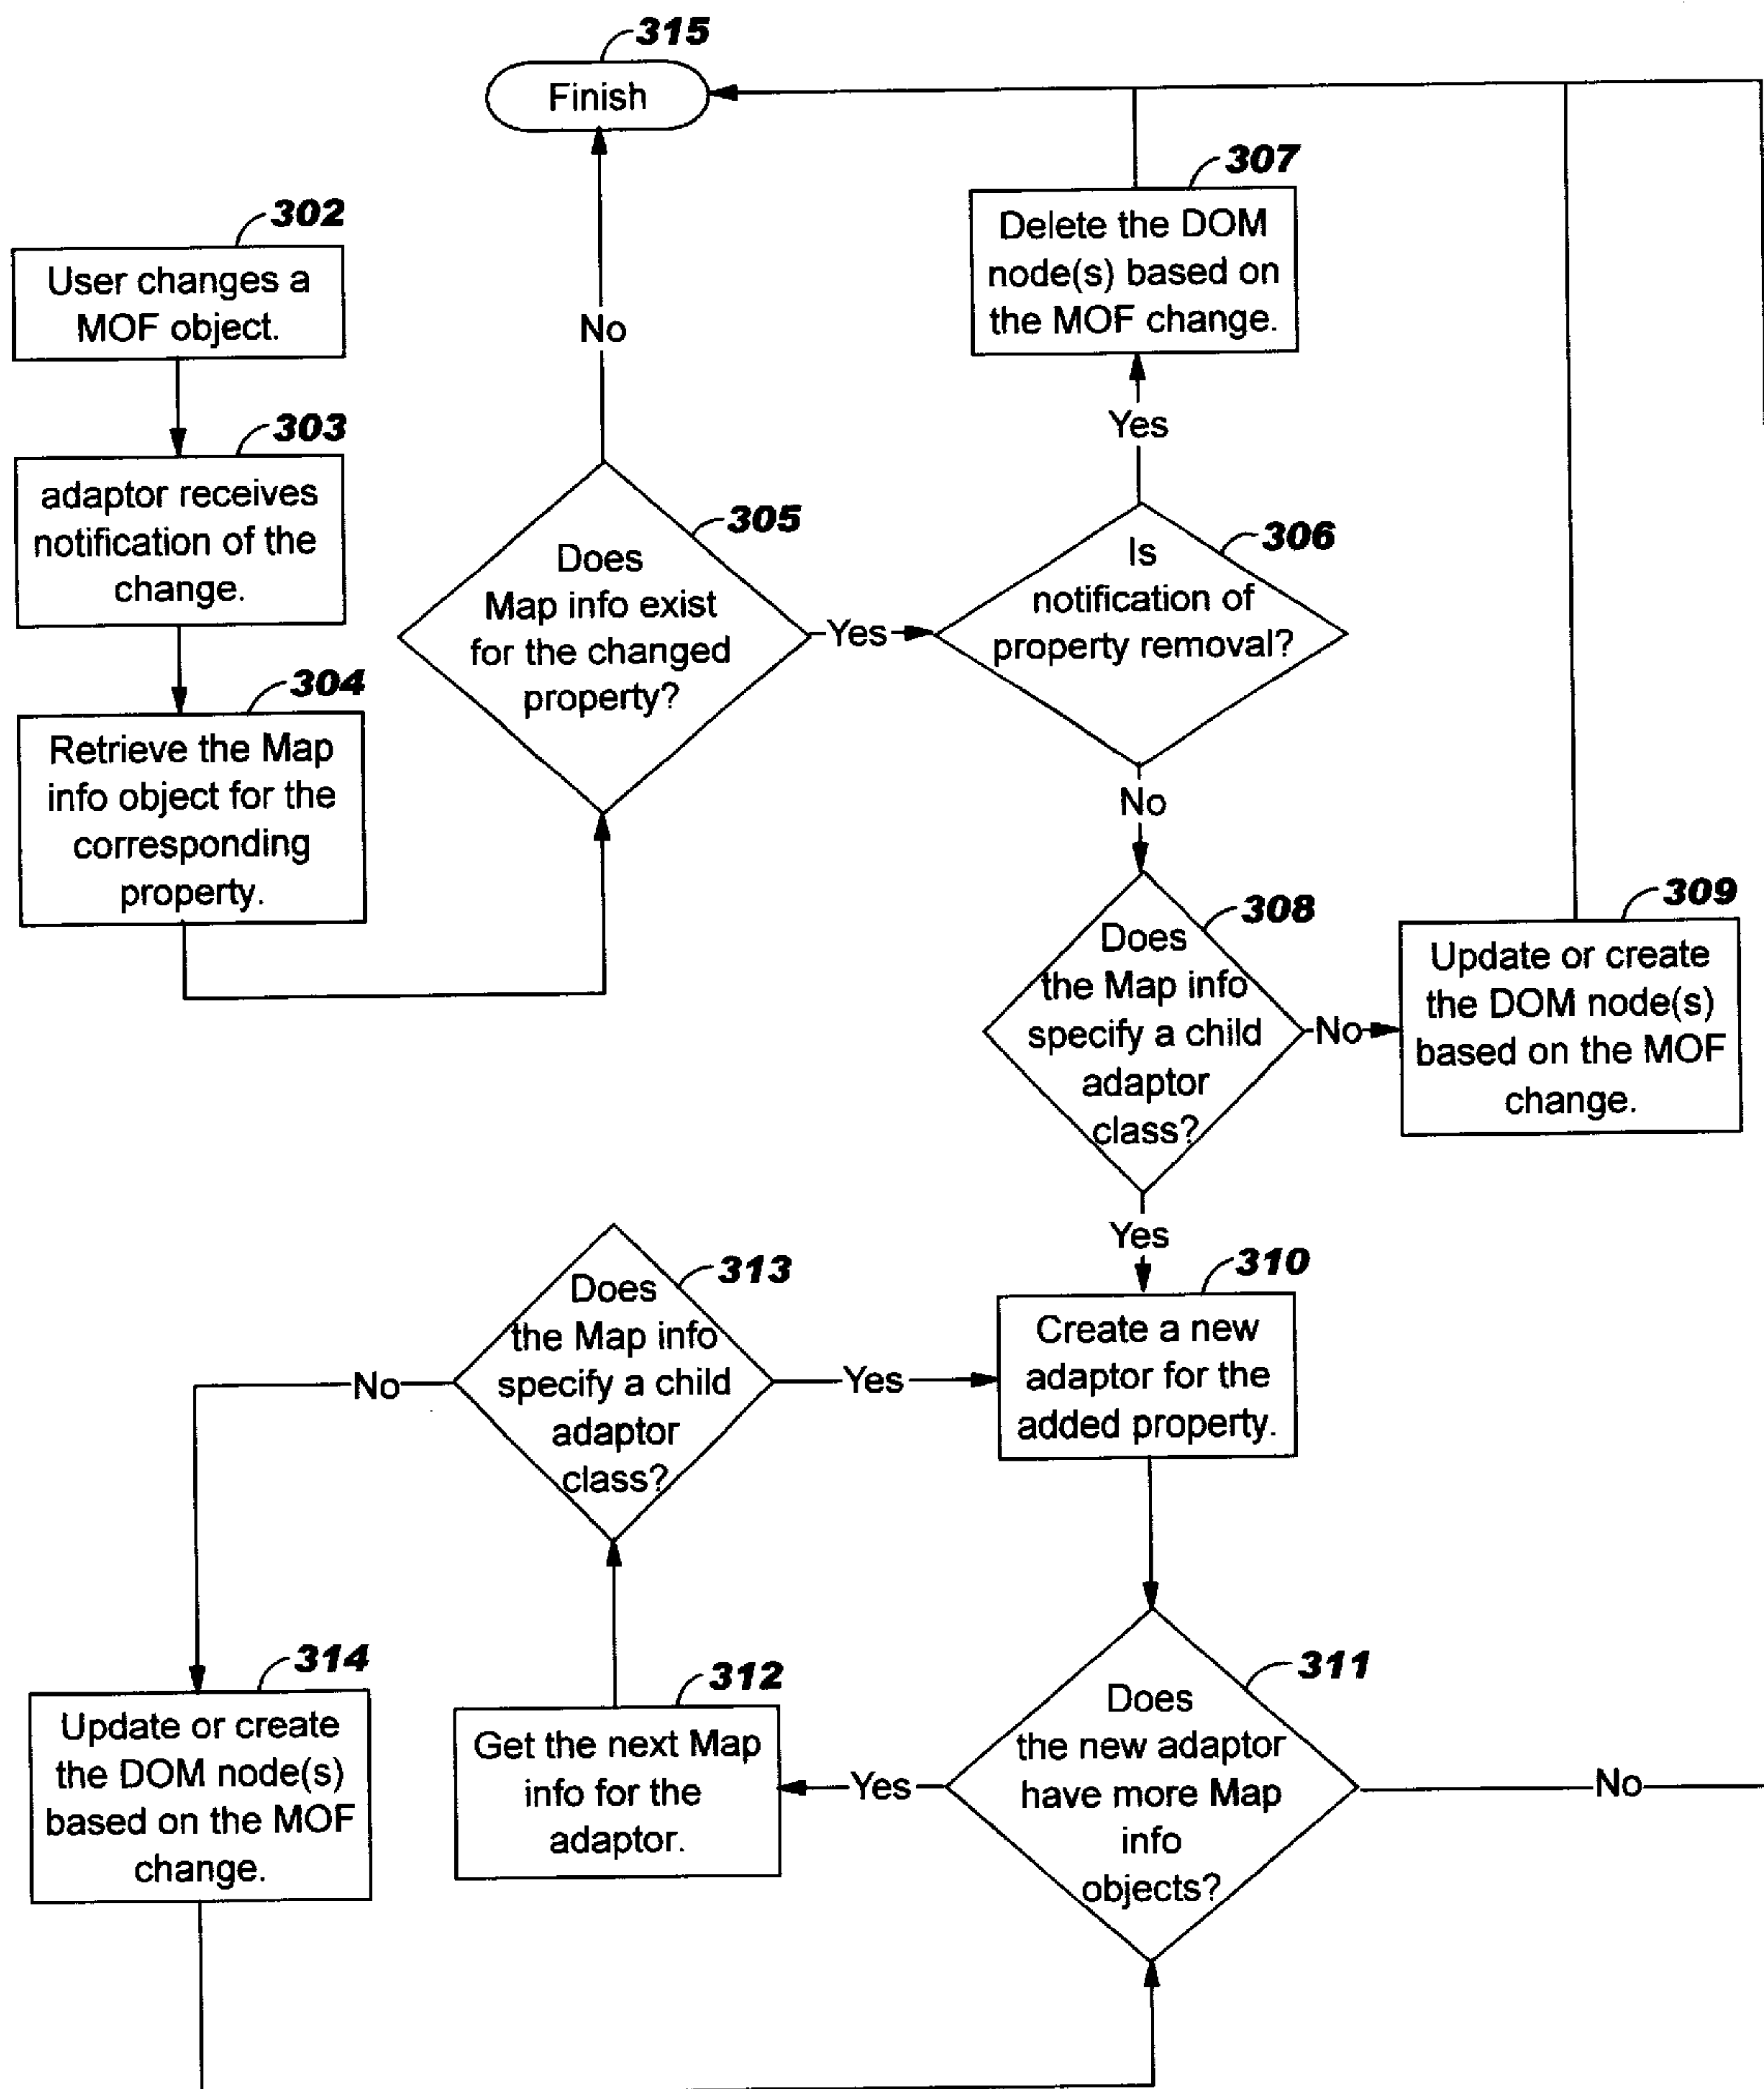 315
Finish
302
User changes a
MOF object.
303
adaptor receives
notification of the
change.
304
Retrieve the Map
info object for the
corresponding
property.
No
305
Does
Map info exist
for the changed
property?
Yes
307
Delete the DOM
node(s) based on
the MOF change.
Yes
306
Is
notification of
property removal?
No
308
Does
the Map info
specify a child
adaptor
class?
No
309
Update or create
the DOM node(s)
based on the MOF
change.
Yes
310
Create a new
adaptor for the
added property.
313
Does
the Map info
specify a child
adaptor
class?
Yes
No
314
Update or create
the DOM node(s)
based on the MOF
change.
312
Get the next Map
info for the
adaptor.
Yes
311
Does
the new adaptor
have more Map
info
objects?
No